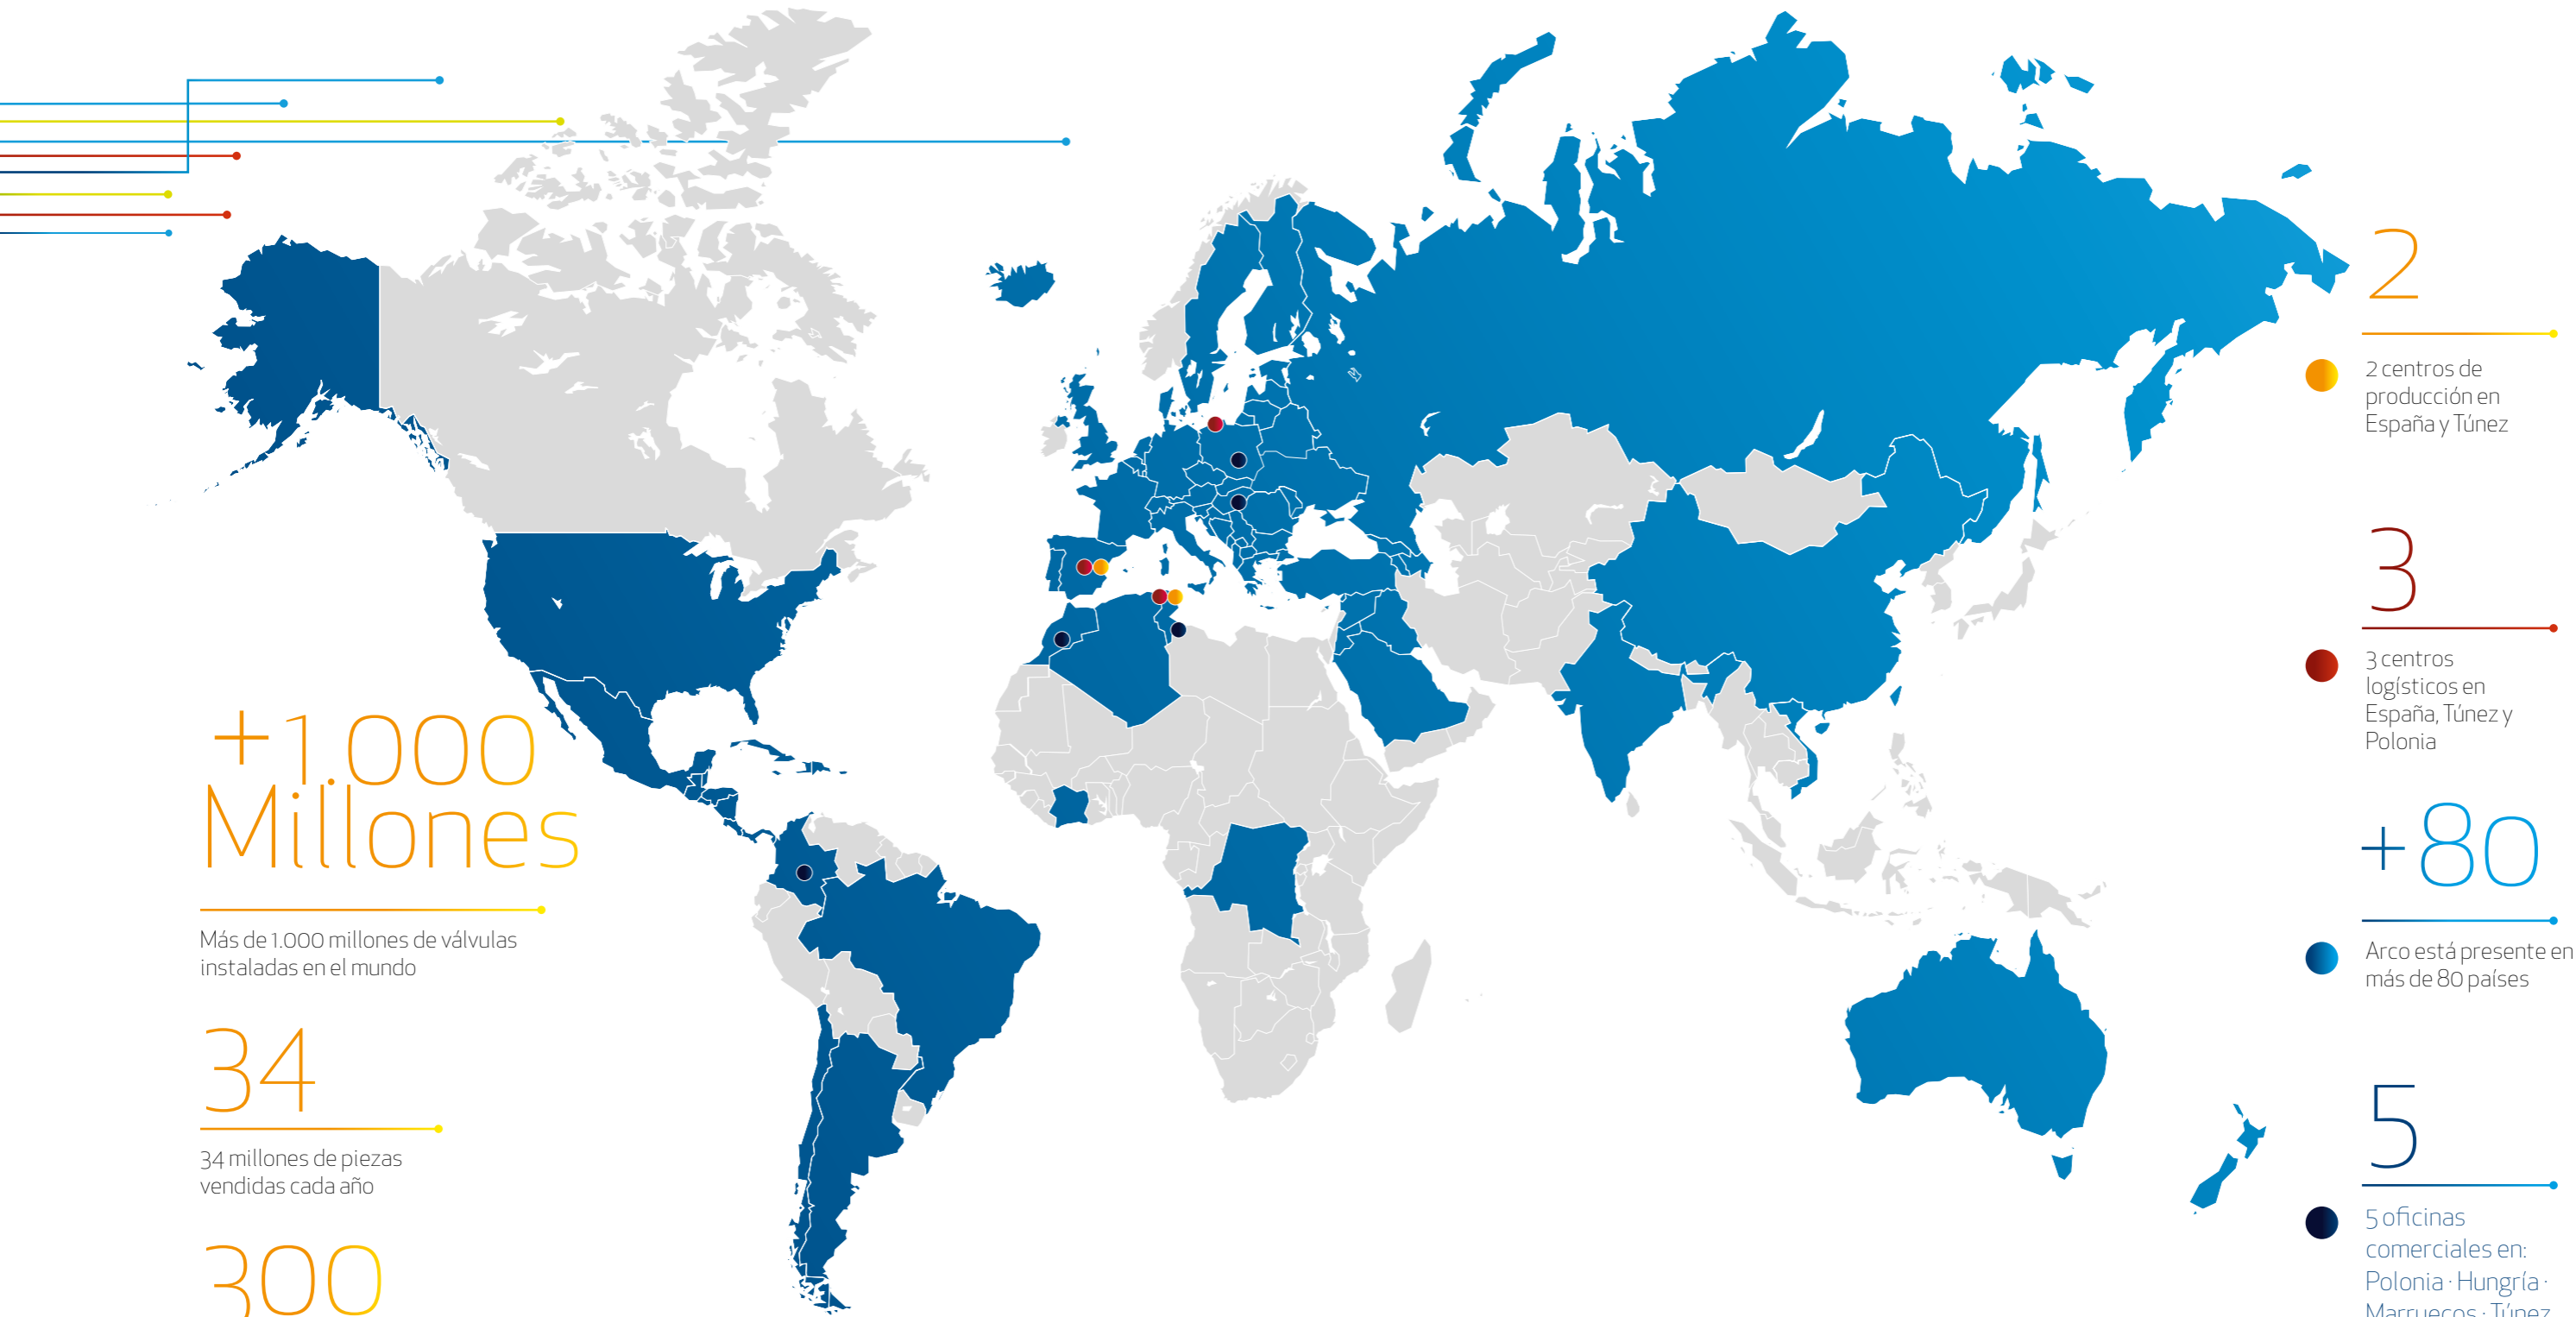 +1.000
Millones
Más de 1.000 millones de válvulas
instaladas en el mundo
34
34 millones de piezas
vendidas cada año
300
2
2 centros de
producción en
España y Túnez
3
3 centros
logísticos en
España, Túnez y
Polonia
+80
Arco está presente en
más de 80 países
5
5 oficinas
comerciales en:
Polonia · Hungría ·
Marruecos · Túnez